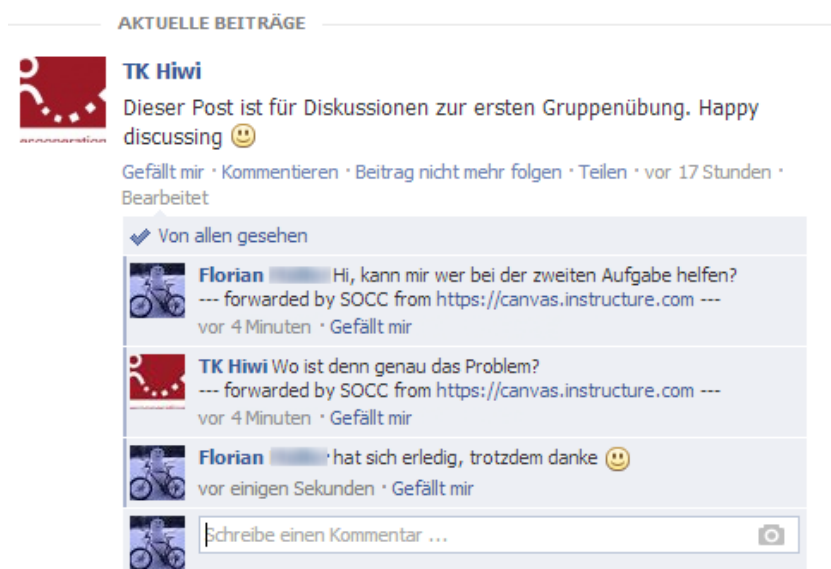 AKTUELLE BEITRÄGE
TK Hiwi
Dieser Post ist für Diskussionen zur ersten Gruppenübung. Happy
discussing
Gefällt mir · Kommentieren · Beitrag nicht mehr folgen · Teilen · vor 17 Stunden ·
Bearbeitet
Von allen gesehen
Florian Hi, kann mir wer bei der zweiten Aufgabe helfen?
--- forwarded by SOCC from https://canvas.instructure.com ---
vor 4 Minuten · Gefällt mir
TK Hiwi Wo ist denn genau das Problem?
--- forwarded by SOCC from https://canvas.instructure.com ---
vor 4 Minuten · Gefällt mir
Florian hat sich erledig, trotzdem danke
vor einigen Sekunden · Gefällt mir
Schreibe einen Kommentar ...